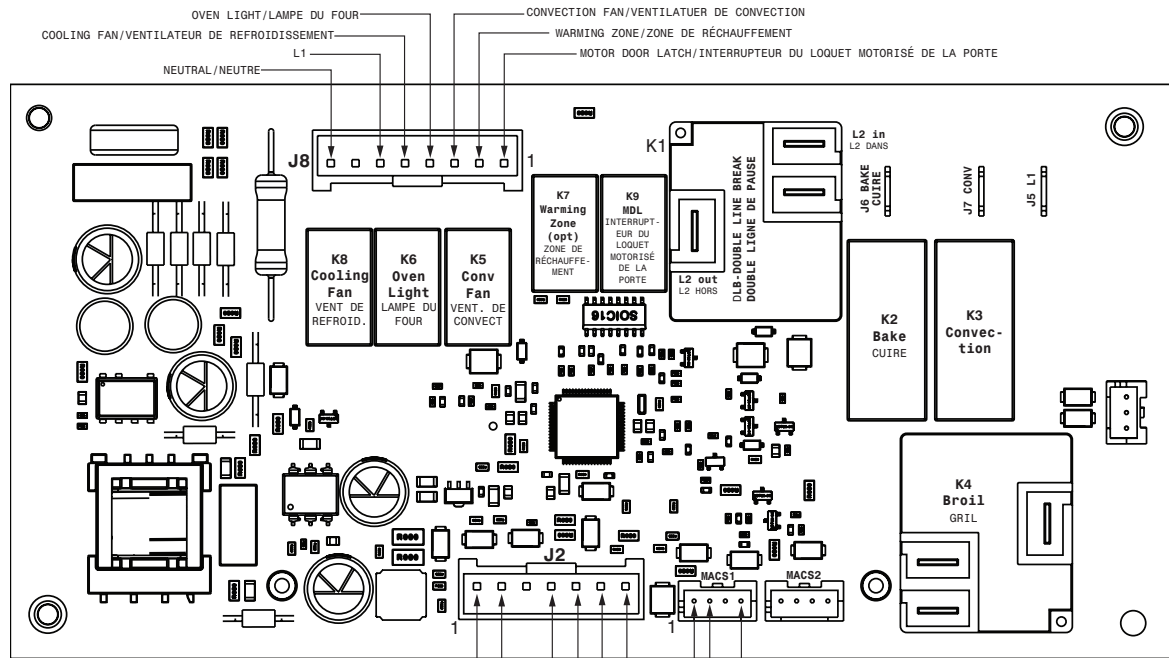 OVEN LIGHT/LAMPE DU FOUR
CONVECTION FAN/VENTILATUER DE CONVECTION
COOLING FAN/VENTILATEUR DE REFROIDISSEMENT
WARMING ZONE/ZONE DE RÉCHAUFFEMENT
L1
MOTOR DOOR LATCH/INTERRUPTEUR DU LOQUET MOTORISÉ DE LA PORTE
NEUTRAL/NEUTRE
J8
1
K1
L2 in
L2 DANS
L2 out
L2 HORS
DLB-DOUBLE LINE BREAK
DOUBLE LIGNE DE PAUSE
J6 BAKE
CUIRE
J7 CONV
J5 L1
K7
Warming
Zone
(opt)
ZONE DE
RÉCHAUFFE-
MENT
K9
MDL
INTERRUPT-
EUR DU
LOQUET
MOTORISÉ
DE LA
PORTE
K8
Cooling
Fan
VENT DE
REFROID.
K6
Oven
Light
LAMPE DU
FOUR
K5
Conv
Fan
VENT. DE
CONVECT
SOIC16
K2
Bake
CUIRE
K3
Convec-
tion
K4
Broil
GRIL
J2
1
MACS1
1
MACS2